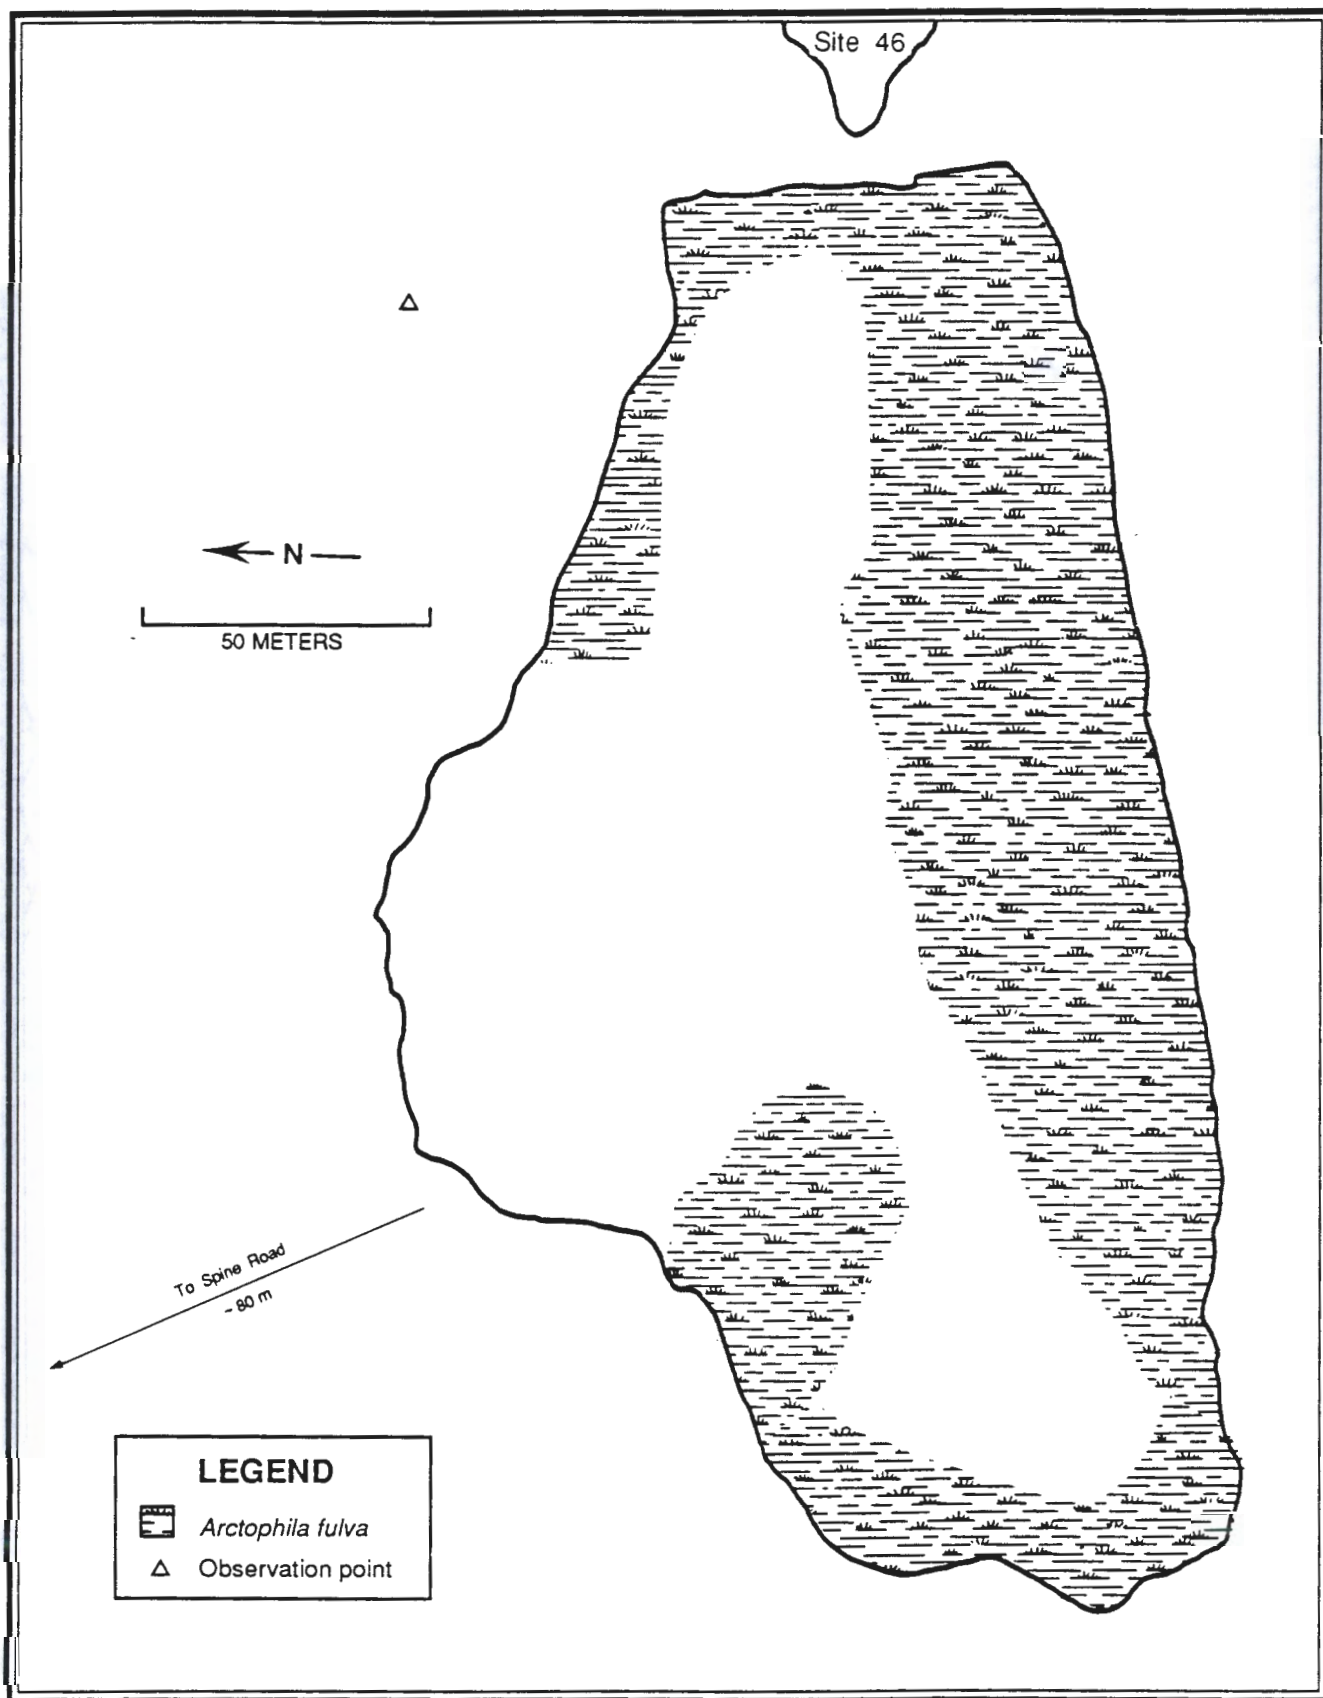 Site 46
N
50 METERS
To Spine Road
~ 80 m
LEGEND
Arctophila fulva
Observation point